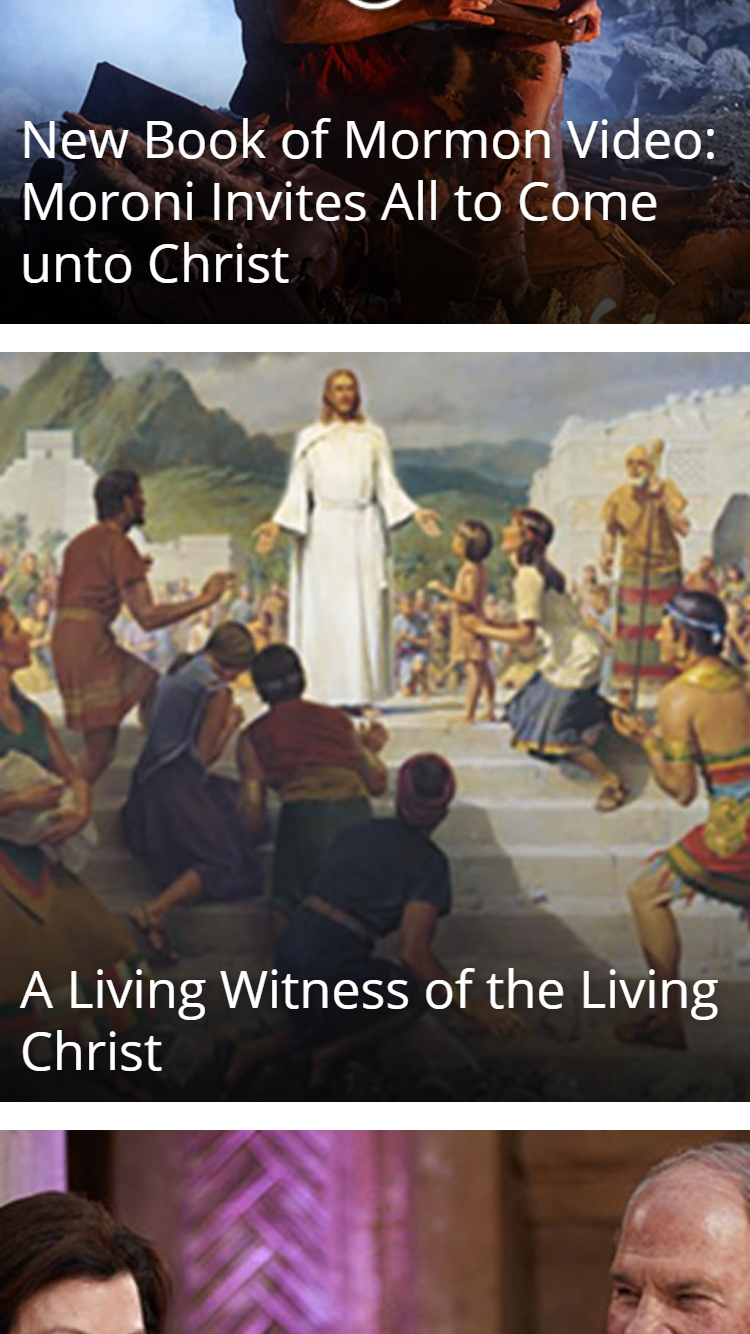 New Book of Mormon Video:
Moroni Invites All to Come
unto Christ
A Living Witness of the Living
Christ